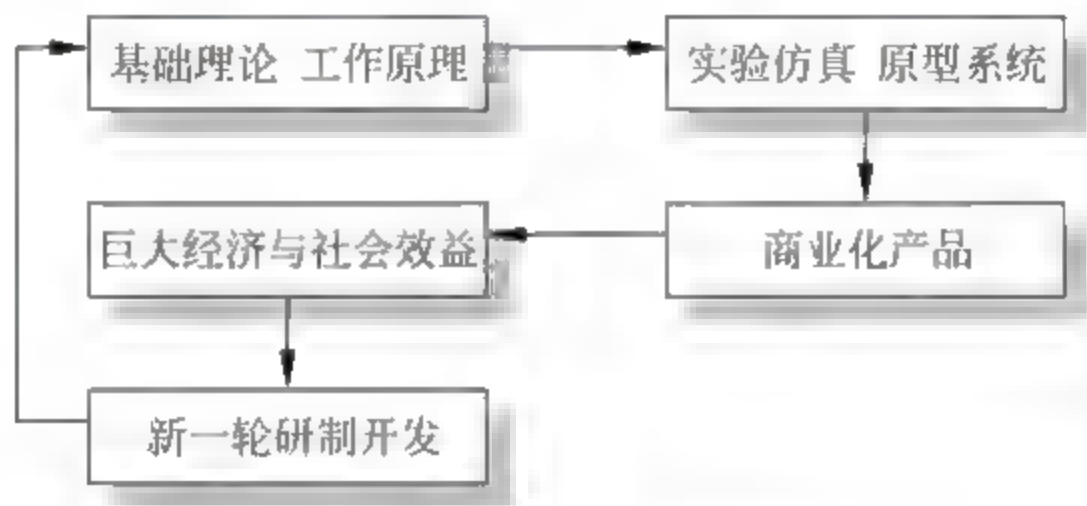 基础理论 工作原理
实验仿真 原型系统
商业化产品
巨大经济与社会效益
新一轮研制开发